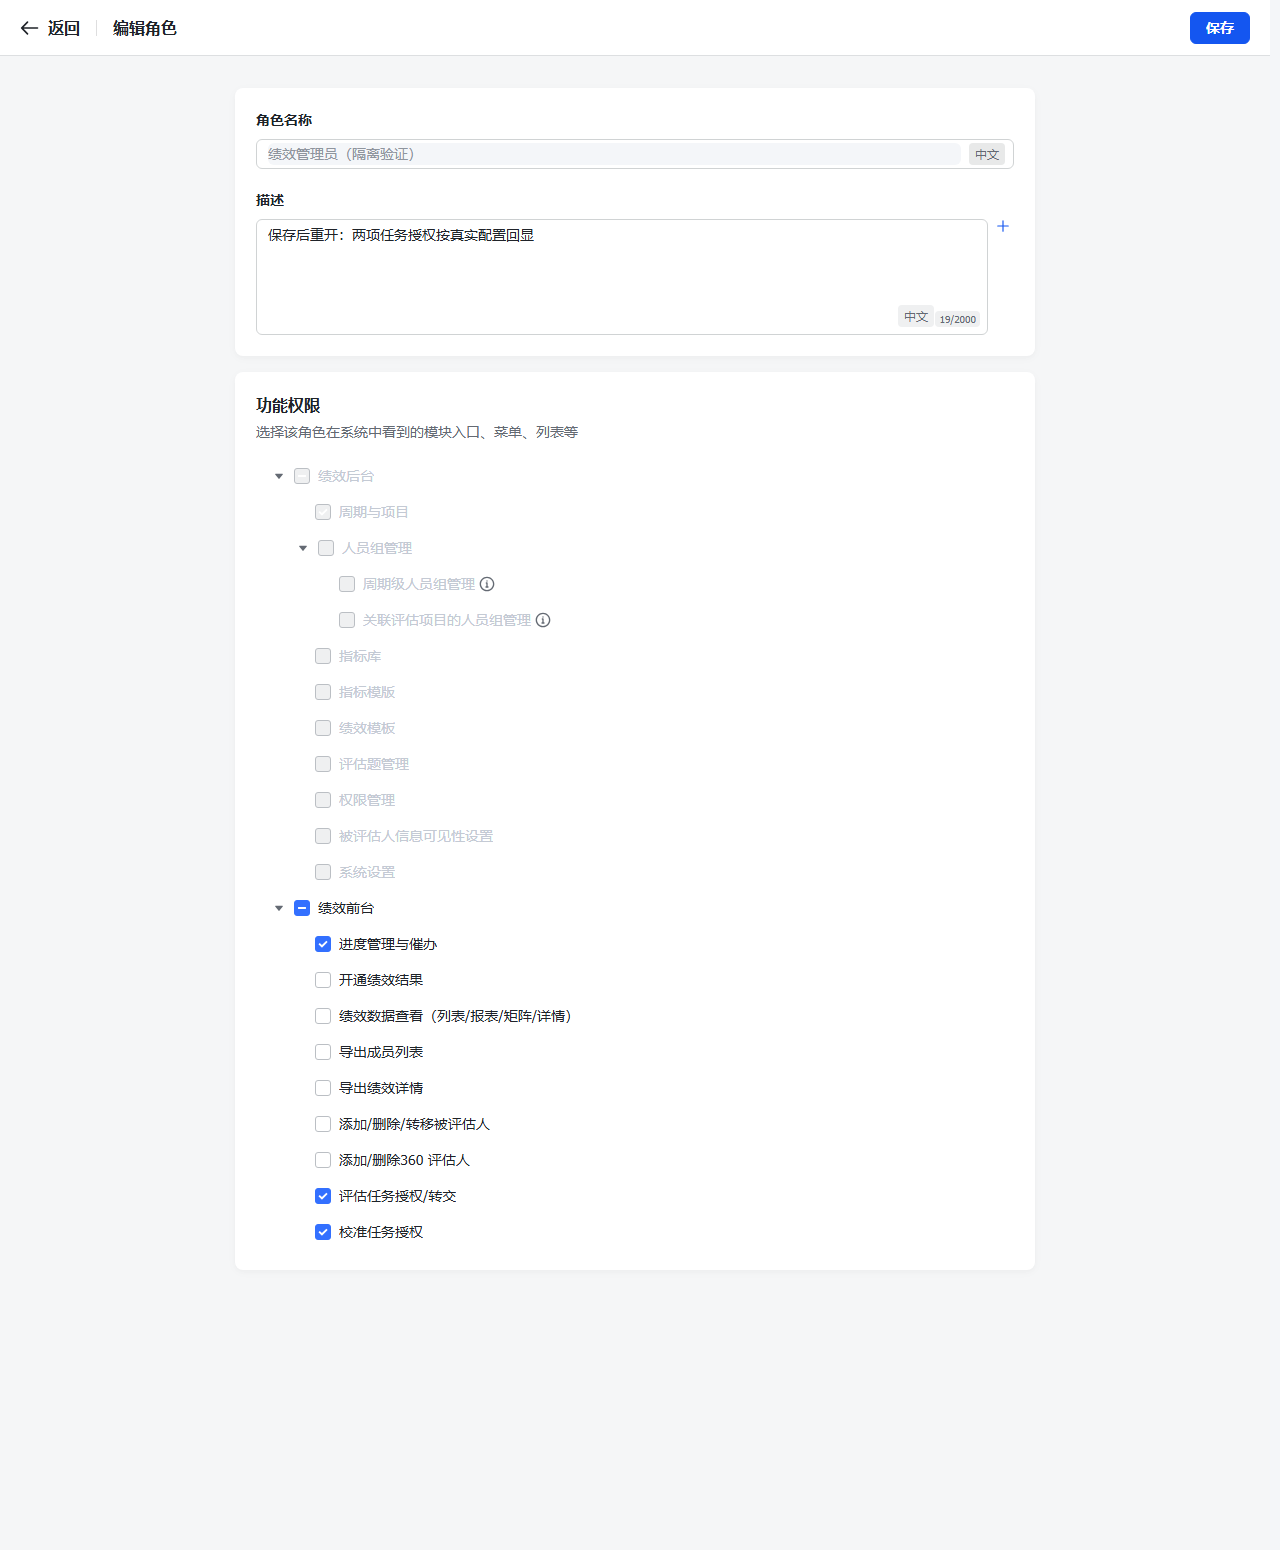 返回
编辑角色
保存
角色名称
绩效管理员（隔离验证）
中文
描述
保存后重开：两项任务授权按真实配置回显
中文
19/2000
功能权限
选择该角色在系统中看到的模块入口、菜单、列表等
绩效后台
周期与项目
人员组管理
周期级人员组管理
关联评估项目的人员组管理
指标库
指标模版
绩效模板
评估题管理
权限管理
被评估人信息可见性设置
系统设置
绩效前台
进度管理与催办
开通绩效结果
绩效数据查看（列表/报表/矩阵/详情）
导出成员列表
导出绩效详情
添加/删除/转移被评估人
添加/删除360 评估人
评估任务授权/转交
校准任务授权